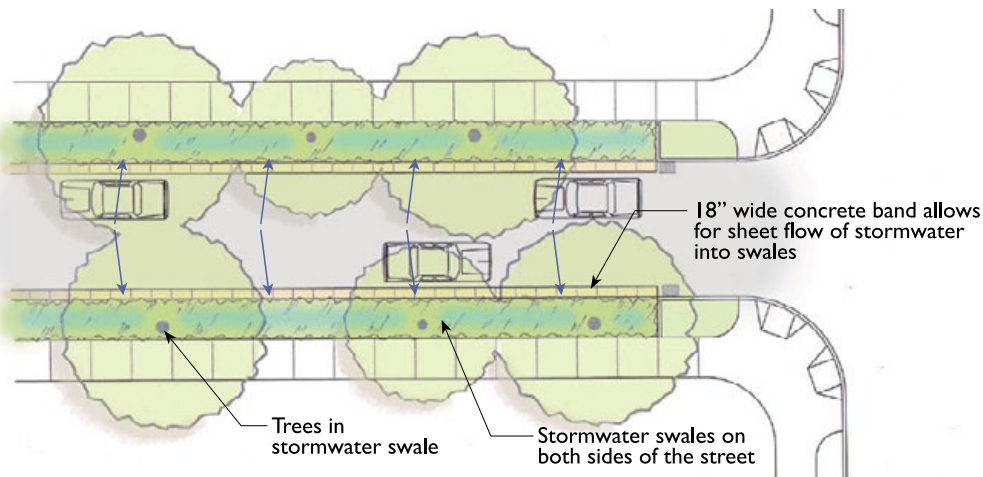 18” wide concrete band allows
for sheet flow of stormwater
into swales
Trees in
stormwater swale
Stormwater swales on
both sides of the street